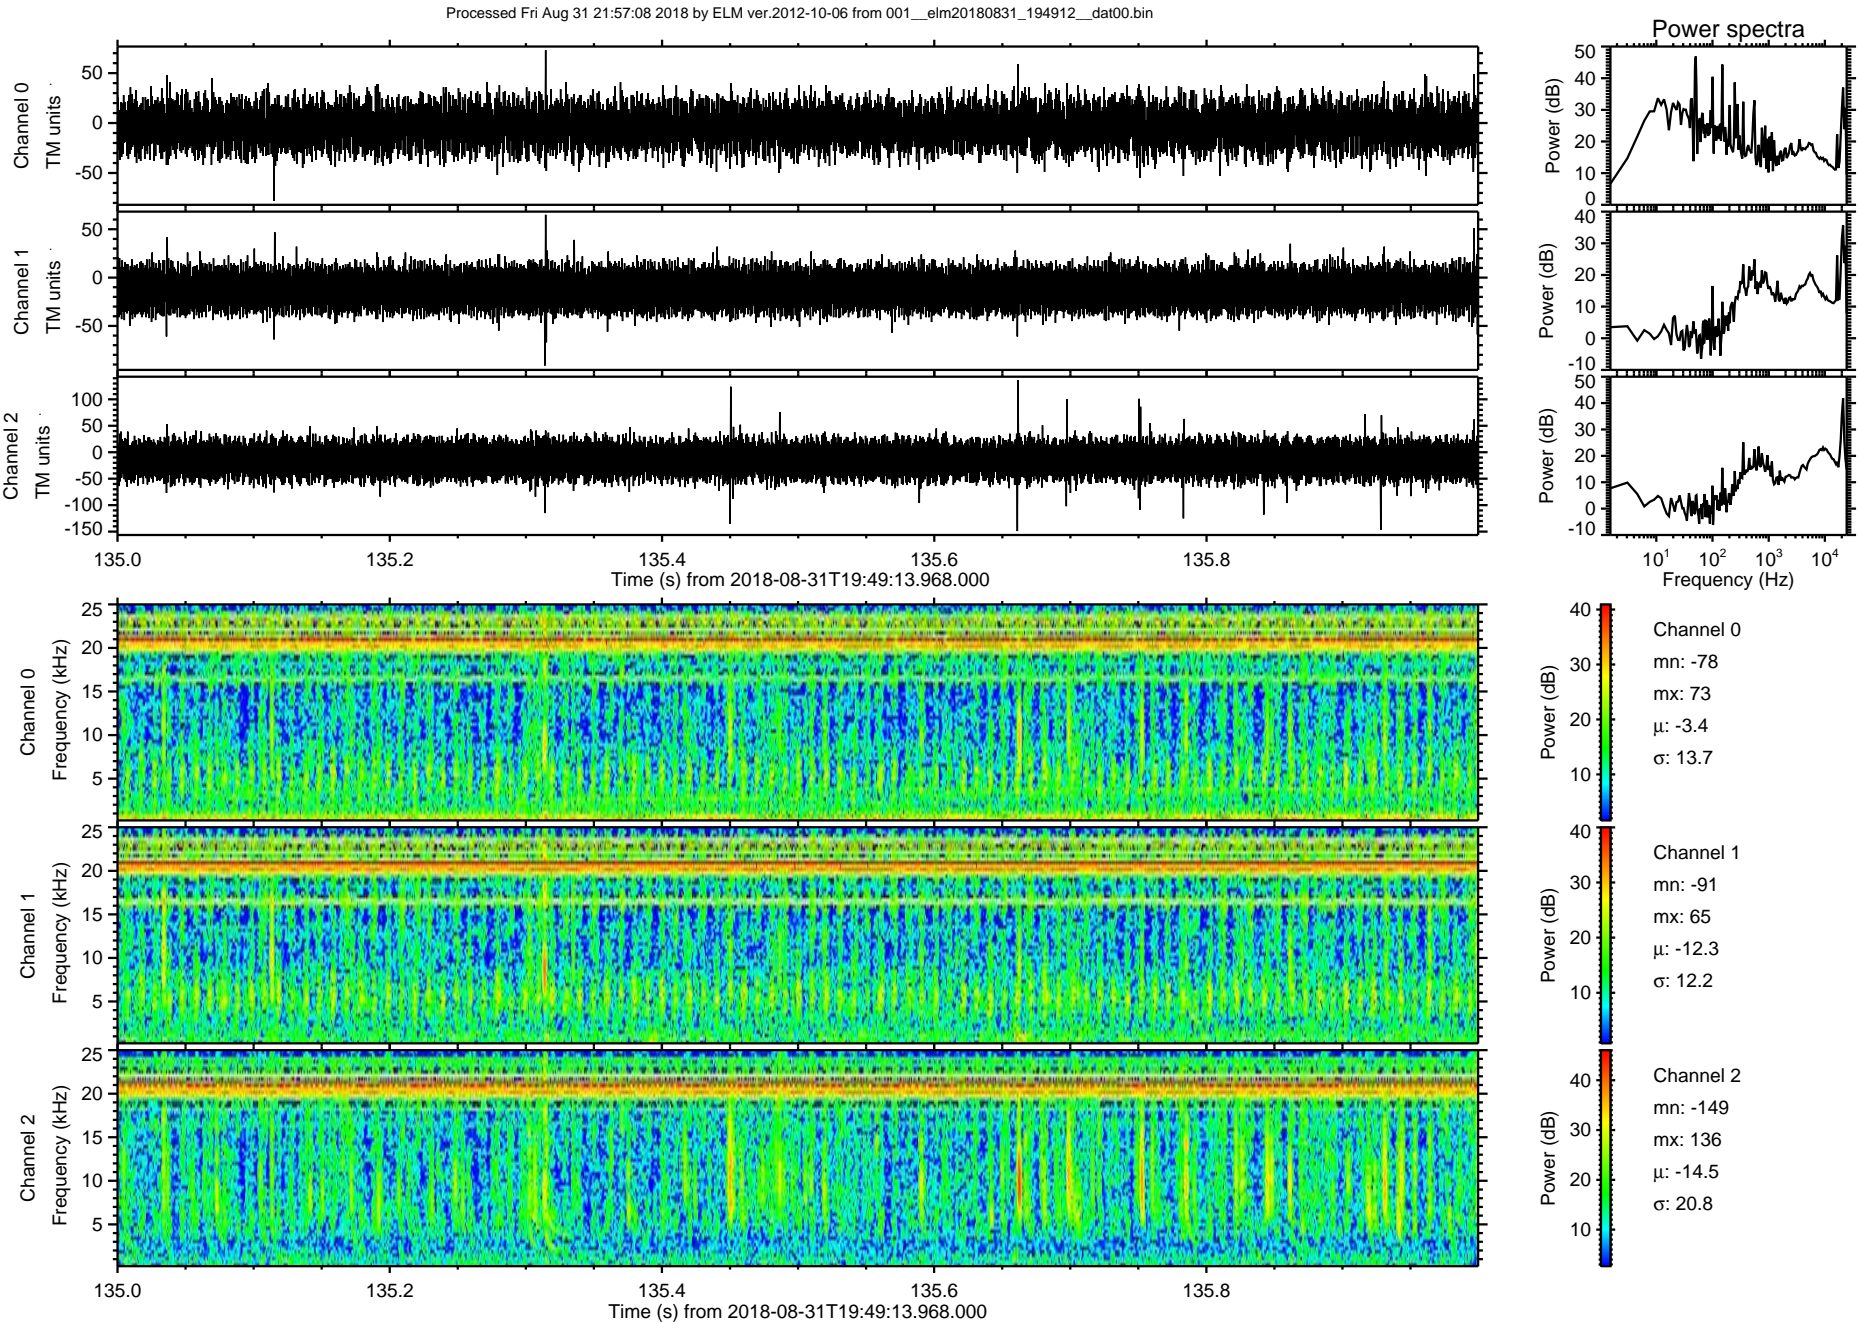 Processed Fri Aug 31 21:57:08 2018 by ELM ver.2012-10-06 from 001__elm20180831_194912__dat00.bin
Power spectra
Channel 0
TM units
50
0
-50
Power (dB)
50
40
30
20
10
0
Channel 1
TM units
50
0
-50
Power (dB)
40
30
20
10
0
-10
Channel 2
TM units
100
50
0
-50
-100
-150
Power (dB)
50
40
30
20
10
0
-10
135.0
135.2
135.4
135.6
135.8
Time (s) from 2018-08-31T19:49:13.968.000
10¹
10²
10³
10⁴
Frequency (Hz)
Channel 0
Frequency (kHz)
25
20
15
10
5
Power (dB)
40
30
20
10
Channel 0
mn: -78
mx: 73
μ: -3.4
σ: 13.7
Channel 1
Frequency (kHz)
25
20
15
10
5
Power (dB)
40
30
20
10
Channel 1
mn: -91
mx: 65
μ: -12.3
σ: 12.2
Channel 2
Frequency (kHz)
25
20
15
10
5
Power (dB)
40
30
20
10
Channel 2
mn: -149
mx: 136
μ: -14.5
σ: 20.8
135.0
135.2
135.4
135.6
135.8
Time (s) from 2018-08-31T19:49:13.968.000